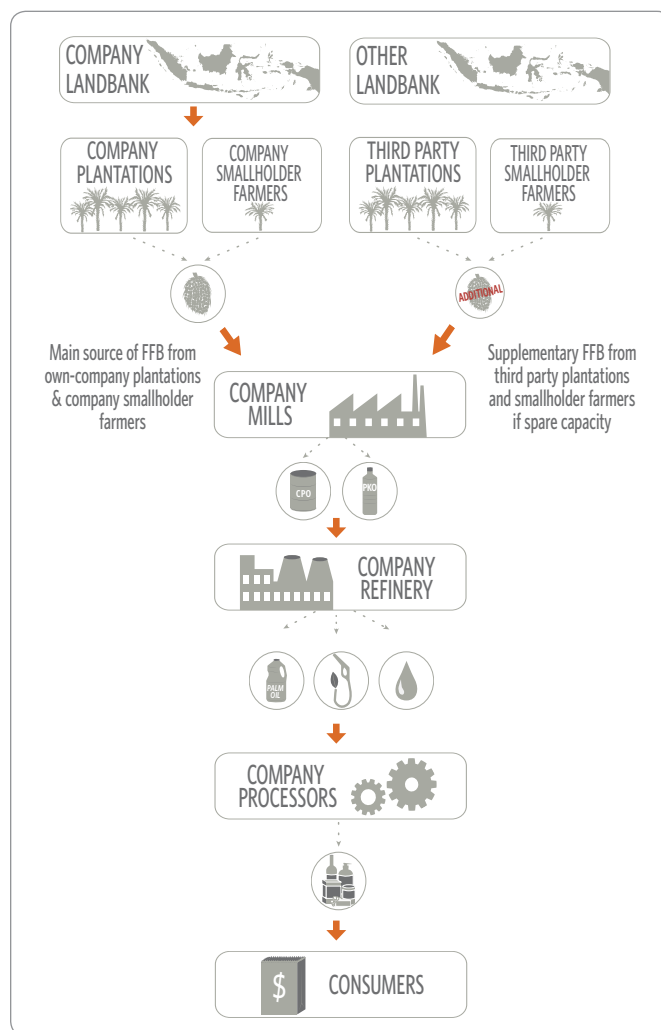 COMPANY
LANDBANK
OTHER
LANDBANK
COMPANY
PLANTATIONS
COMPANY
SMALLHOLDER
FARMERS
THIRD PARTY
PLANTATIONS
THIRD PARTY
SMALLHOLDER
FARMERS
ADDITIONAL
Main source of FFB from
own-company plantations
& company smallholder
farmers
Supplementary FFB from
third party plantations
and smallholder farmers
if spare capacity
COMPANY
MILLS
CPO
PKO
COMPANY
REFINERY
PALM
OIL
COMPANY
PROCESSORS
$
CONSUMERS